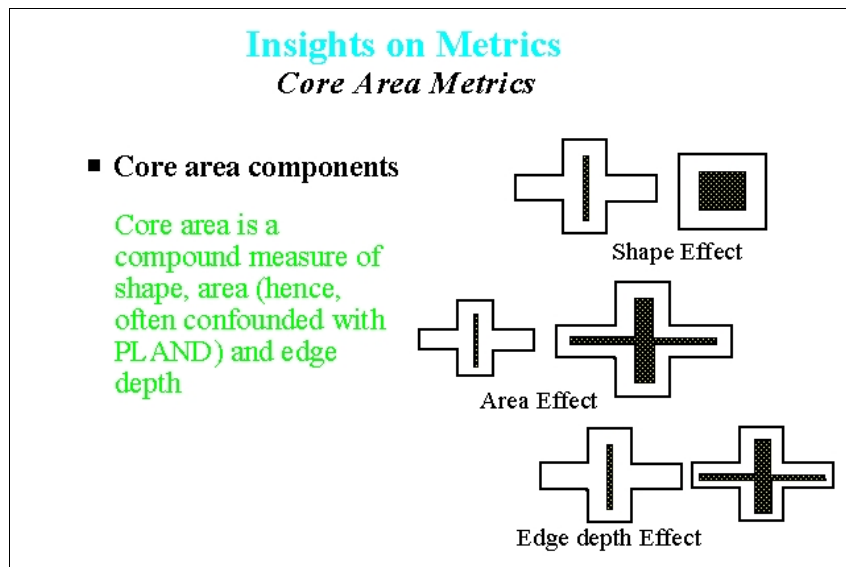 Insights on Metrics
Core Area Metrics
■ Core area components
Core area is a
compound measure of
shape, area (hence,
often confounded with
PLAND) and edge
depth
Shape Effect
Area Effect
Edge depth Effect